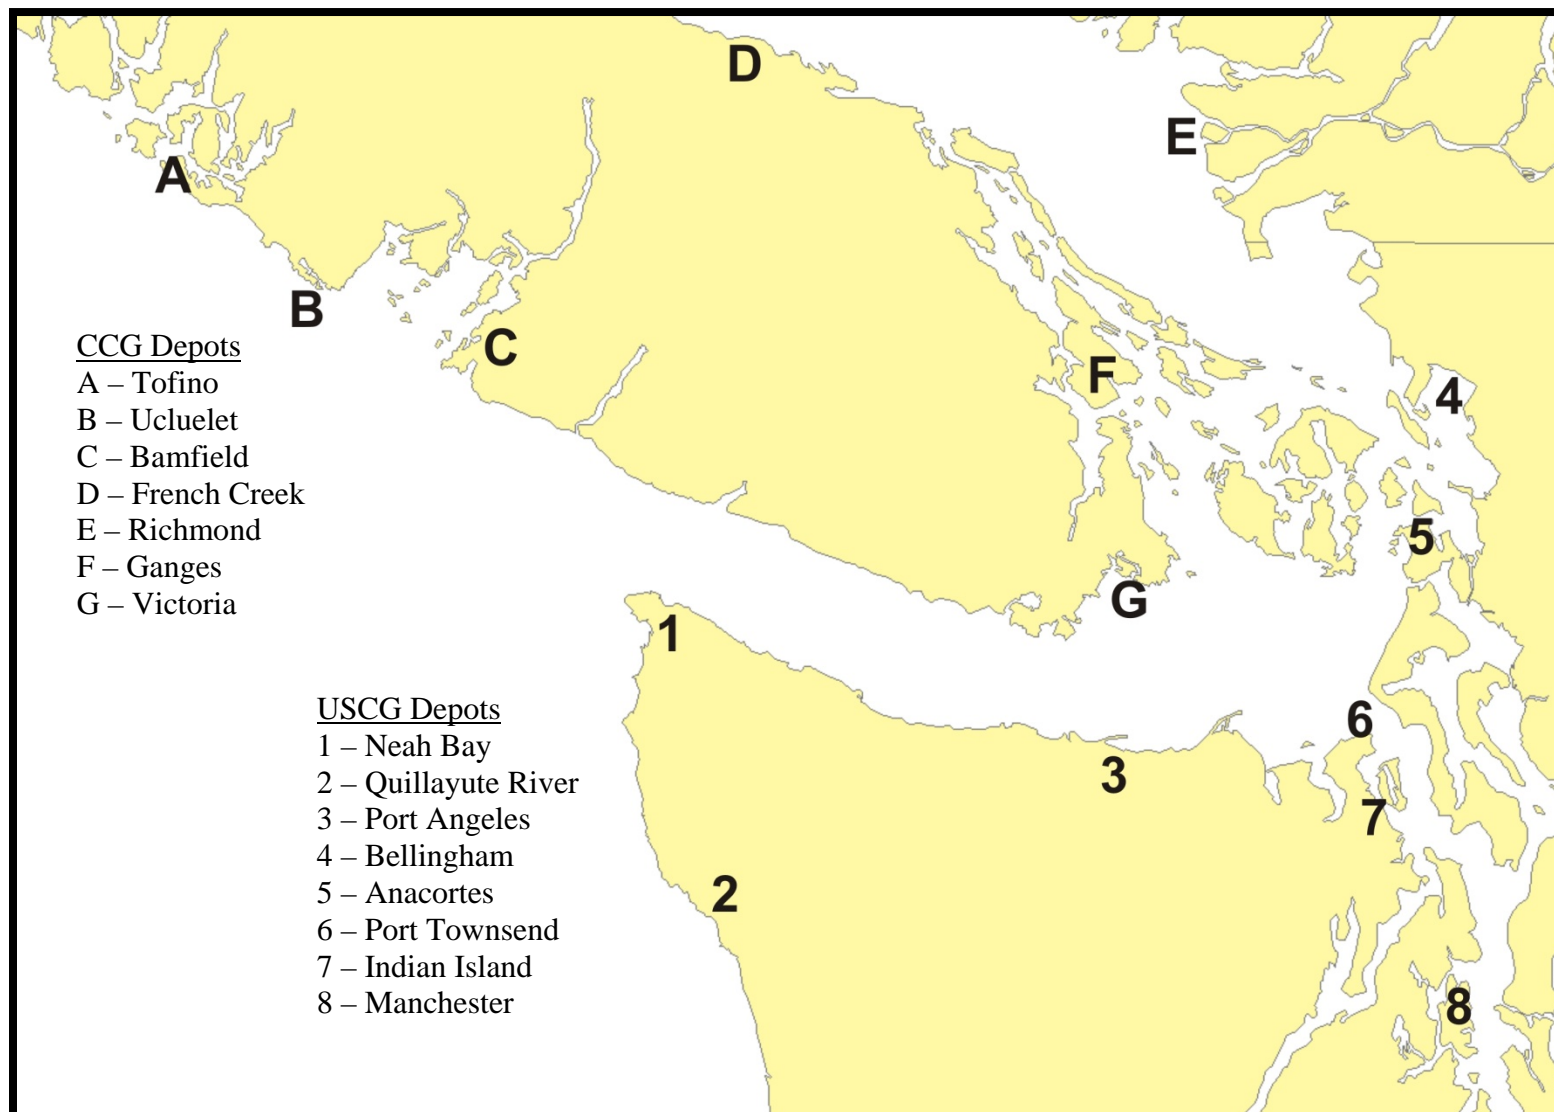 D
E
A
B
CCG Depots
A – Tofino
B – Ucluelet
C – Bamfield
D – French Creek
E – Richmond
F – Ganges
G – Victoria
C
F
4
5
G
1
USCG Depots
1 – Neah Bay
2 – Quillayute River
3 – Port Angeles
4 – Bellingham
5 – Anacortes
6 – Port Townsend
7 – Indian Island
8 – Manchester
6
3
7
2
8